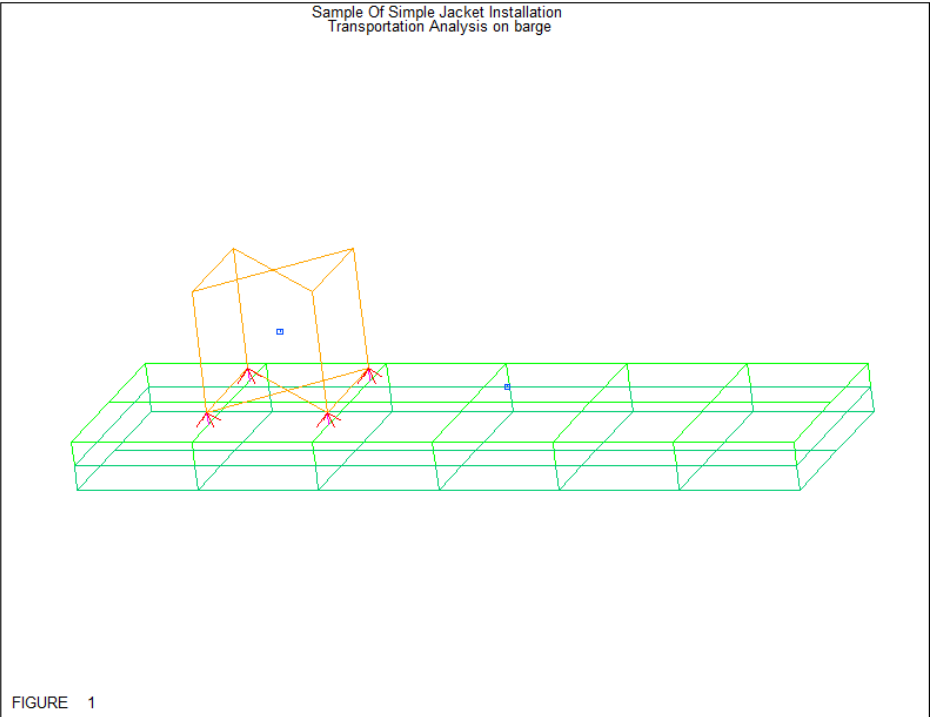 Sample Of Simple Jacket Installation
Transportation Analysis on barge
FIGURE 1